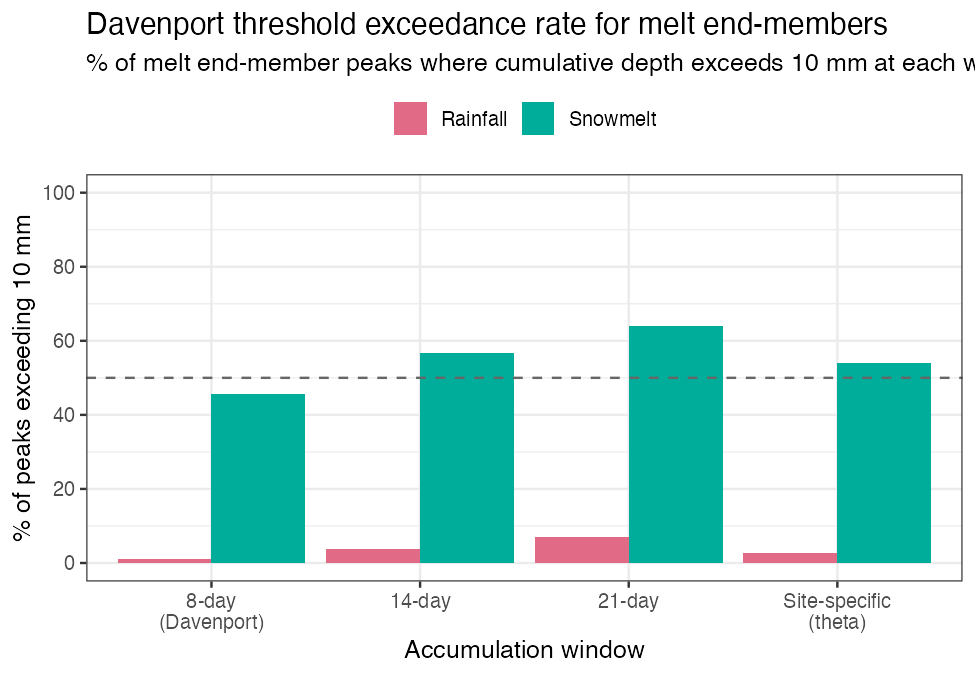 Davenport threshold exceedance rate for melt end-members
% of melt end-member peaks where cumulative depth exceeds 10 mm at each
Rainfall
Snowmelt
% of peaks exceeding 10 mm
100
80
60
40
20
0
8-day
(Davenport)
14-day
21-day
Site-specific
(theta)
Accumulation window